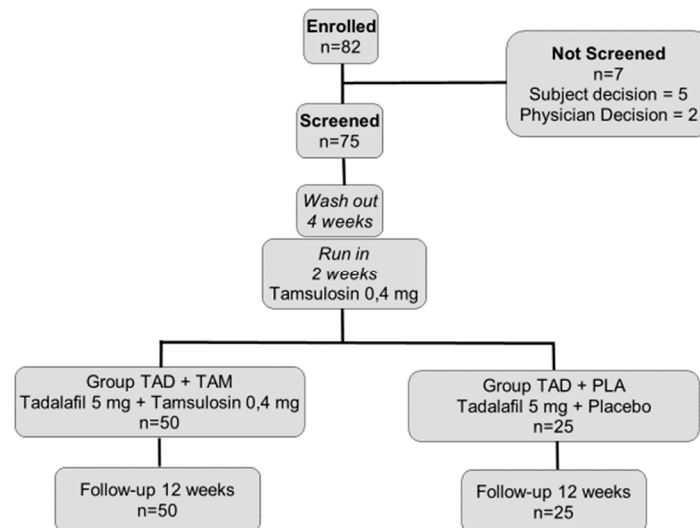 Enrolled
n=82
Not Screened
n=7
Subject decision = 5
Physician Decision = 2
Screened
n=75
Wash out
4 weeks
Run in
2 weeks
Tamsulosin 0,4 mg
Group TAD + TAM
Tadalafil 5 mg + Tamsulosin 0,4 mg
n=50
Group TAD + PLA
Tadalafil 5 mg + Placebo
n=25
Follow-up 12 weeks
n=50
Follow-up 12 weeks
n=25